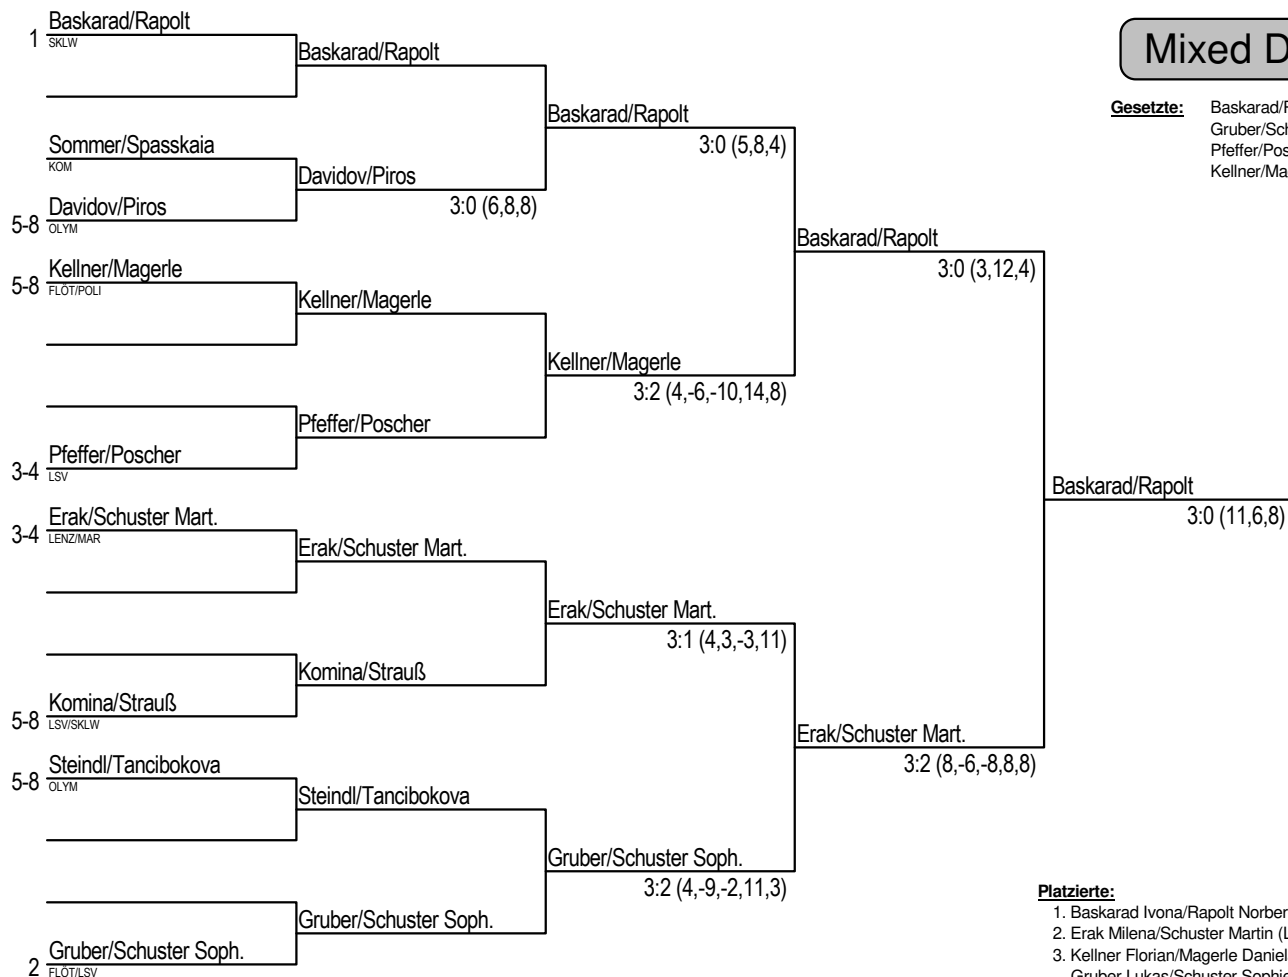 Mixed D
Gesetzte: Baskarad/
Gruber/Sch
Pfeffer/Pos
Kellner/Ma
1 Baskarad/Rapolt
SKLW
Sommer/Spasskaia
KOM
5-8 Davidov/Piros
OLYM
5-8 Kellner/Magerle
FLÖT/POLI
3-4 Pfeffer/Poscher
LSV
3-4 Erak/Schuster Mart.
LENZ/MAR
5-8 Komina/Strauß
LSV/SKLW
5-8 Steindl/Tancibokova
OLYM
2 Gruber/Schuster Soph.
FLÖT/LSV
Baskarad/Rapolt
Davidov/Piros
3:0 (6,8,8)
Kellner/Magerle
Pfeffer/Poscher
Erak/Schuster Mart.
Komina/Strauß
Steindl/Tancibokova
Gruber/Schuster Soph.
Baskarad/Rapolt
3:0 (5,8,4)
Kellner/Magerle
3:2 (4,-6,-10,14,8)
Erak/Schuster Mart.
3:1 (4,3,-3,11)
Gruber/Schuster Soph.
3:2 (4,-9,-2,11,3)
Baskarad/Rapolt
3:0 (3,12,4)
Erak/Schuster Mart.
3:2 (8,-6,-8,8,8)
Baskarad/Rapolt
3:0 (11,6,8)
Platzierte:
1. Baskarad Ivona/Rapolt Norber
2. Erak Milena/Schuster Martin (L
3. Kellner Florian/Magerle Daniel
Gruber Lukas/Schuster Sophie